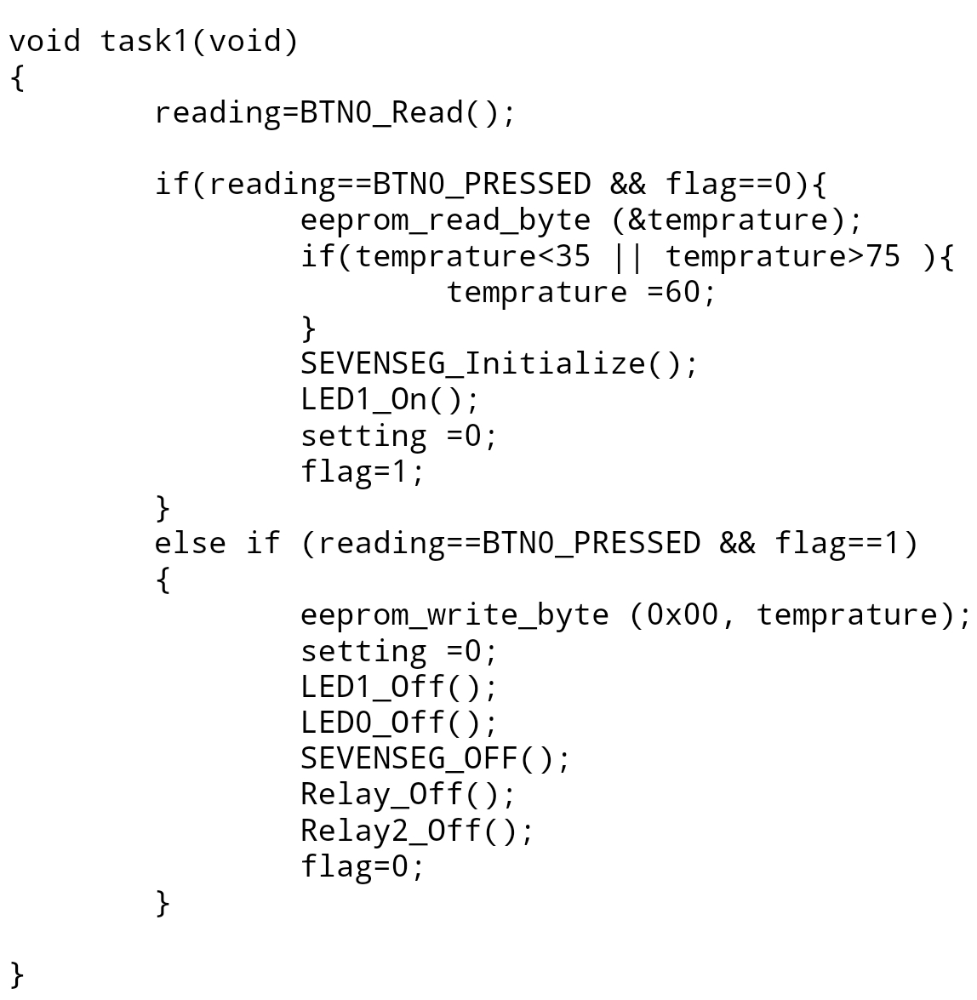 void task1(void)
{
reading=BTN0_Read();
if(reading==BTN0_PRESSED && flag==0){
eeprom_read_byte (&temprature);
if(temprature<35 || temprature>75 ){
temprature =60;
}
SEVENSEG_Initialize();
LED1_On();
setting =0;
flag=1;
}
else if (reading==BTN0_PRESSED && flag==1)
{
eeprom_write_byte (0x00, temprature);
setting =0;
LED1_Off();
LED0_Off();
SEVENSEG_OFF();
Relay_Off();
Relay2_Off();
flag=0;
}
}